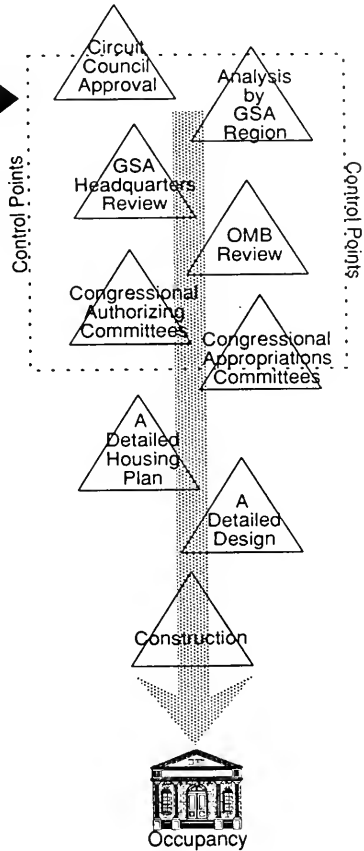 Circuit
Council
Approval
Analysis
by
GSA
Region
Control Points
Control Points
GSA
Headquarters
Review
OMB
Review
Congressional
Authorizing
Committees
Congressional
Appropriations
Committees
A
Detailed
Housing
Plan
A
Detailed
Design
Construction
Occupancy